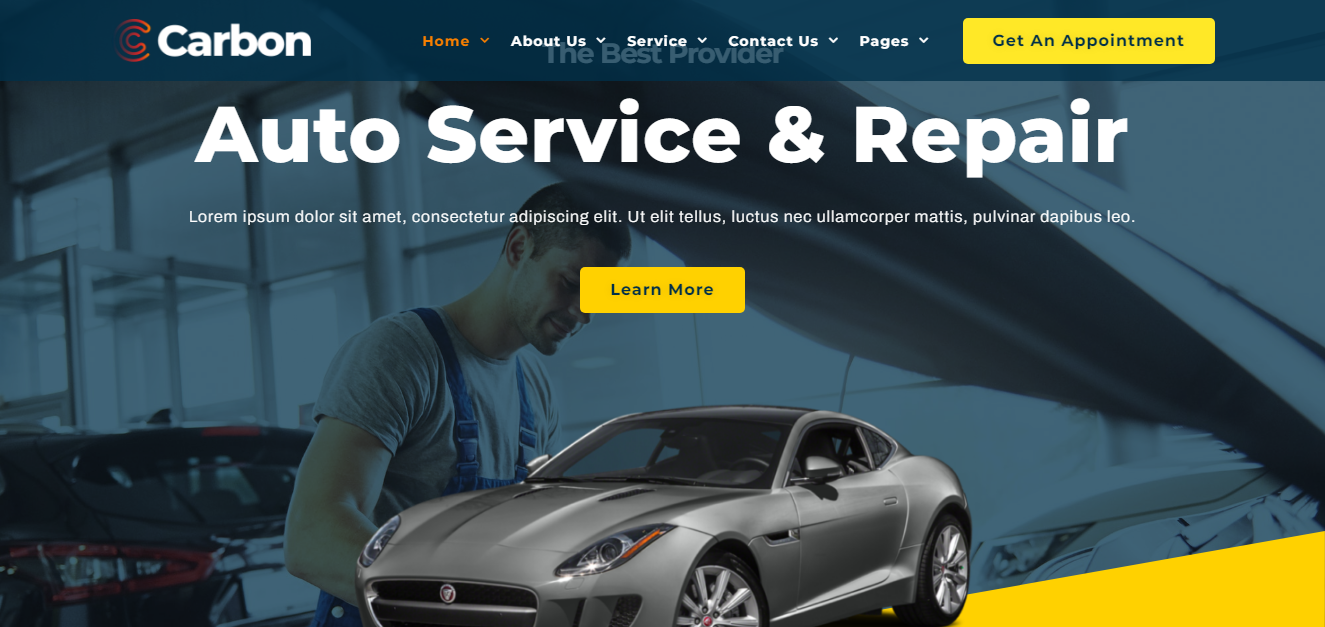 Carbon
Home About Us Service Contact Us Pages Get An Appointment
The Best Provider
Auto Service & Repair
Lorem ipsum dolor sit amet, consectetur adipiscing elit. Ut elit tellus, luctus nec ullamcorper mattis, pulvinar dapibus leo.
Learn More